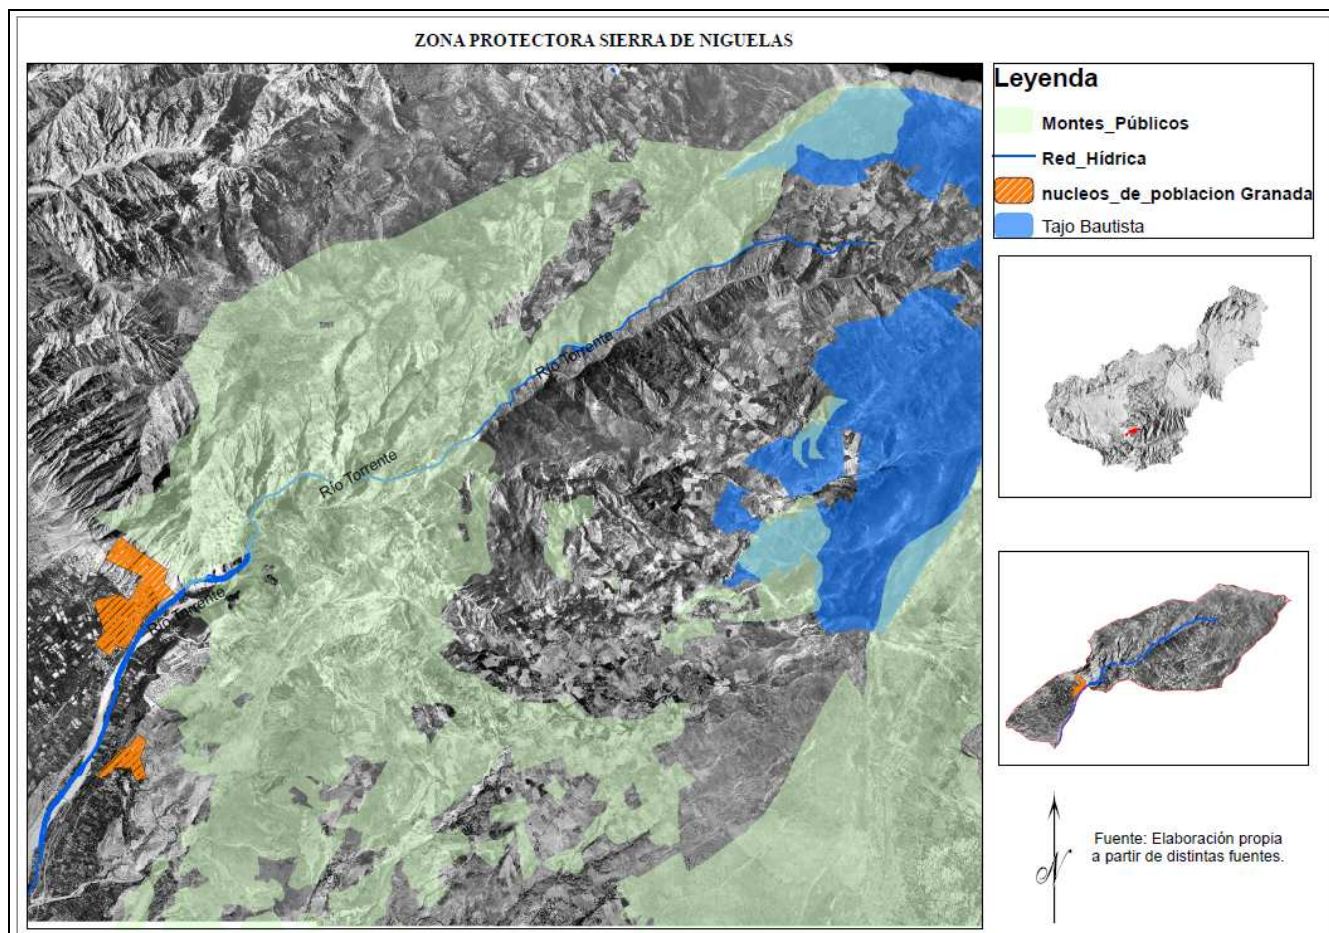 ZONA PROTECTORA SIERRA DE NIGUELAS
Leyenda
Montes_Públicos
Red_Hídrica
nucleos_de_poblacion Granada
Tajo Bautista
Río Torrente
Río Torrente
Río Torrente
N
Fuente: Elaboración propia
a partir de distintas fuentes.